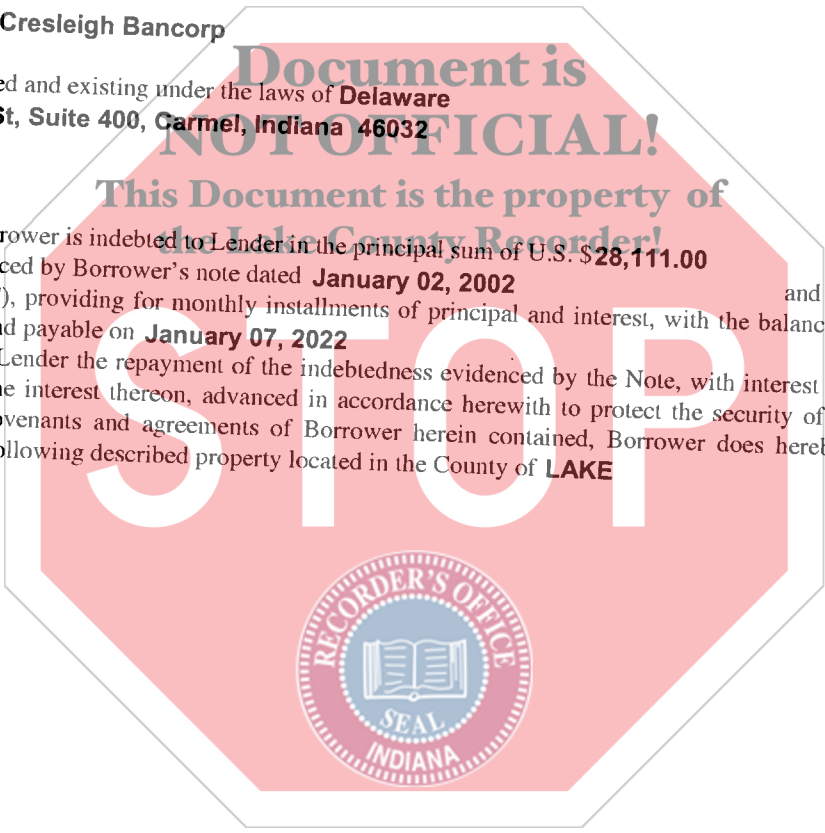 Cresleigh Bancorp
Document is
ed and existing under the laws of Delaware
St, Suite 400, Carmel, Indiana 46032
NOT OFFICIAL!
This Document is the property of
the Lake County Recorder!
rower is indebted to Lender in the principal sum of U.S. $28,111.00
ced by Borrower's note dated January 02, 2002 and
), providing for monthly installments of principal and interest, with the balanc
d payable on January 07, 2022
Lender the repayment of the indebtedness evidenced by the Note, with interest
e interest thereon, advanced in accordance herewith to protect the security of
venants and agreements of Borrower herein contained, Borrower does hereb
ollowing described property located in the County of LAKE
STOP
RECORDER'S OFFICE
SEAL
INDIANA